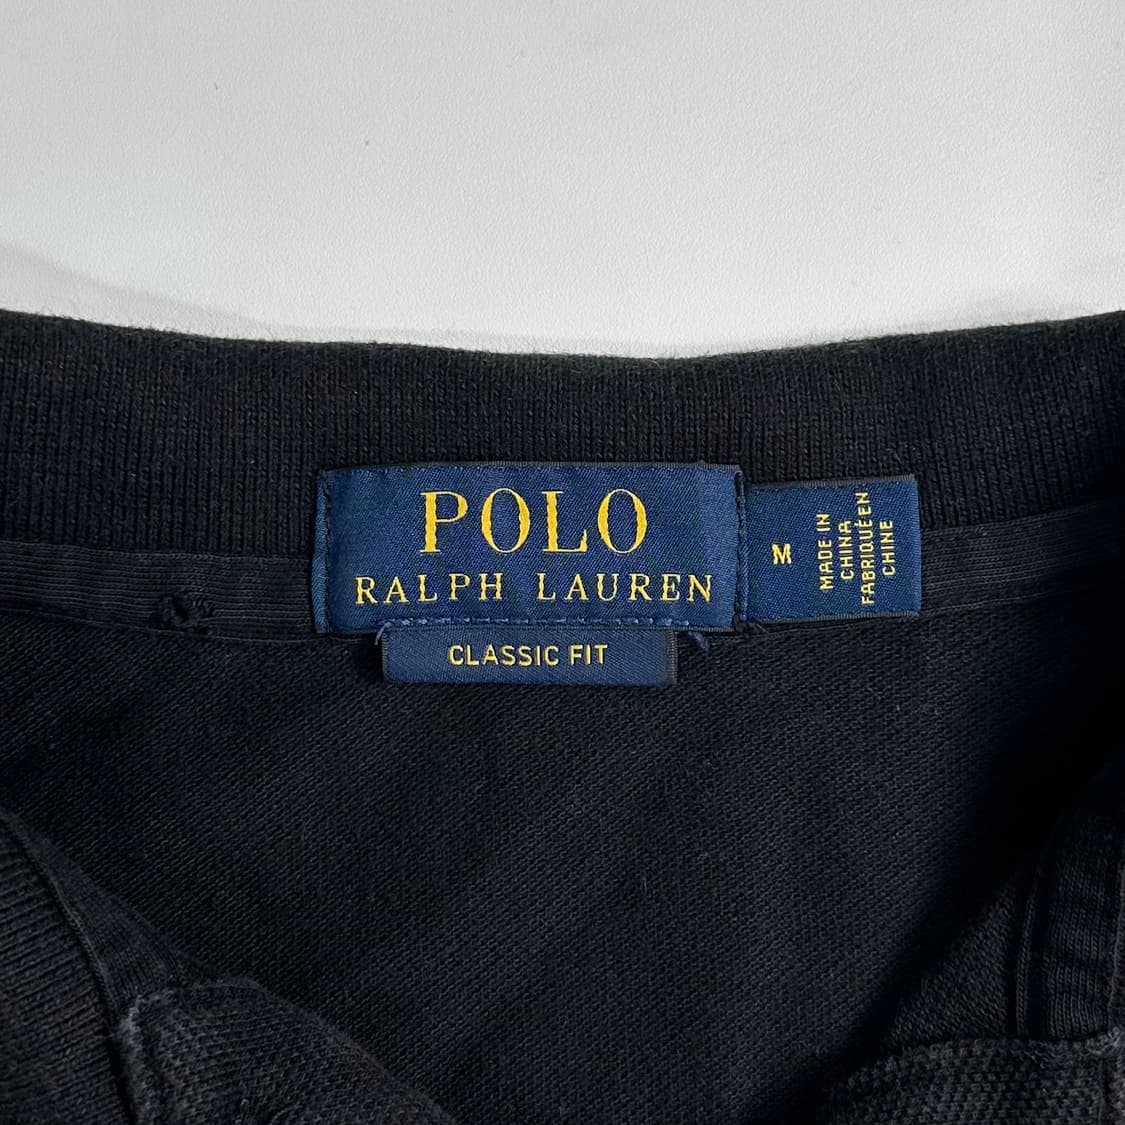 POLO
RALPH LAUREN
CLASSIC FIT
M
MADE IN
CHINA
FABRIQUÉ EN
CHINE